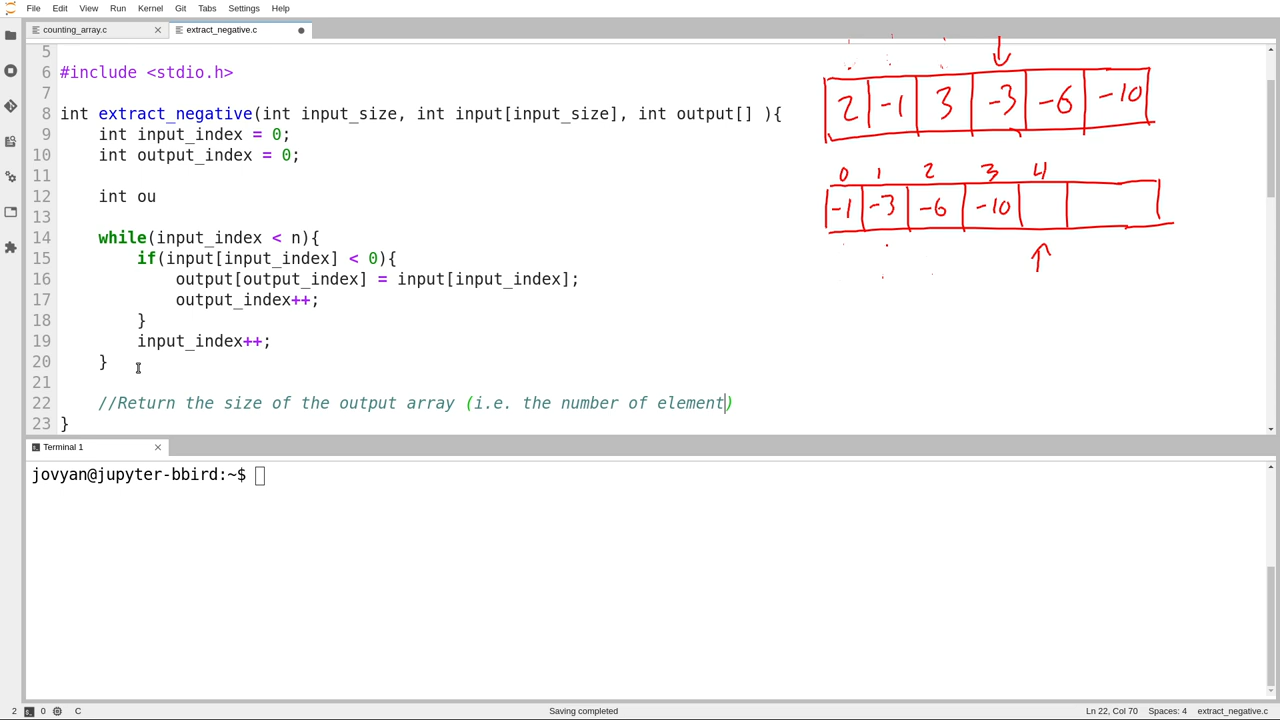 File Edit View Run Kernel Git Tabs Settings Help
counting_array.c extract_negative.c
5
6 #include <stdio.h>
7
8 int extract_negative(int input_size, int input[input_size], int output[] ){
9 int input_index = 0;
10 int output_index = 0;
11
12 int ou
13
14 while(input_index < n){
15 if(input[input_index] < 0){
16 output[output_index] = input[input_index];
17 output_index++;
18 }
19 input_index++;
20 }
21
22 //Return the size of the output array (i.e. the number of element)
23 }
2 -1 3 -3 -6 -10
0 1 2 3 4
-1 -3 -6 -10
Terminal 1
jovyan@jupyter-bbird:~$
2 0 C Saving completed Ln 22, Col 70 Spaces: 4 extract_negative.c